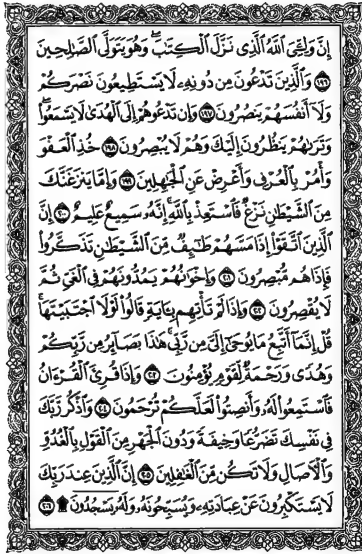 إِنَّ وَلِـِّۧيَ ٱللَّهُ ٱلَّذِى نَزَّلَ ٱلْكِتَٰبَ ۖ وَهُوَ يَتَوَلَّى ٱلصَّٰلِحِينَ
١٩٦ وَٱلَّذِينَ تَدْعُونَ مِن دُونِهِۦ لَا يَسْتَطِيعُونَ نَصْرَكُمْ
وَلَآ أَنفُسَهُمْ يَنصُرُونَ ١٩٧ وَإِن تَدْعُوهُمْ إِلَى ٱلْهُدَىٰ لَا يَسْمَعُوا۟ ۖ
وَتَرَىٰهُمْ يَنظُرُونَ إِلَيْكَ وَهُمْ لَا يُبْصِرُونَ ١٩٨ خُذِ ٱلْعَفْوَ
وَأْمُرْ بِٱلْعُرْفِ وَأَعْرِضْ عَنِ ٱلْجَٰهِلِينَ ١٩٩ وَإِمَّا يَنزَغَنَّكَ
مِنَ ٱلشَّيْطَٰنِ نَزْغٌ فَٱسْتَعِذْ بِٱللَّهِ ۚ إِنَّهُۥ سَمِيعٌ عَلِيمٌ ٢٠٠ إِنَّ
ٱلَّذِينَ ٱتَّقَوْا۟ إِذَا مَسَّهُمْ طَٰٓئِفٌ مِّنَ ٱلشَّيْطَٰنِ تَذَكَّرُوا۟
فَإِذَا هُم مُّبْصِرُونَ ٢٠١ وَإِخْوَٰنُهُمْ يَمُدُّونَهُمْ فِى ٱلْغَىِّ ثُمَّ
لَا يُقْصِرُونَ ٢٠٢ وَإِذَا لَمْ تَأْتِهِم بِـَٔايَةٍ قَالُوا۟ لَوْلَا ٱجْتَبَيْتَهَا ۚ
قُلْ إِنَّمَآ أَتَّبِعُ مَا يُوحَىٰٓ إِلَىَّ مِن رَّبِّى ۚ هَٰذَا بَصَآئِرُ مِن رَّبِّكُمْ
وَهُدًى وَرَحْمَةٌ لِّقَوْمٍ يُؤْمِنُونَ ٢٠٣ وَإِذَا قُرِئَ ٱلْقُرْءَانُ
فَٱسْتَمِعُوا۟ لَهُۥ وَأَنصِتُوا۟ لَعَلَّكُمْ تُرْحَمُونَ ٢٠٤ وَٱذْكُر رَّبَّكَ
فِى نَفْسِكَ تَضَرُّعًا وَخِيفَةً وَدُونَ ٱلْجَهْرِ مِنَ ٱلْقَوْلِ بِٱلْغُدُوِّ
وَٱلْءَاصَالِ وَلَا تَكُن مِّنَ ٱلْغَٰفِلِينَ ٢٠٥ إِنَّ ٱلَّذِينَ عِندَ رَبِّكَ
لَا يَسْتَكْبِرُونَ عَنْ عِبَادَتِهِۦ وَيُسَبِّحُونَهُۥ وَلَهُۥ يَسْجُدُونَ ۩ ٢٠٦